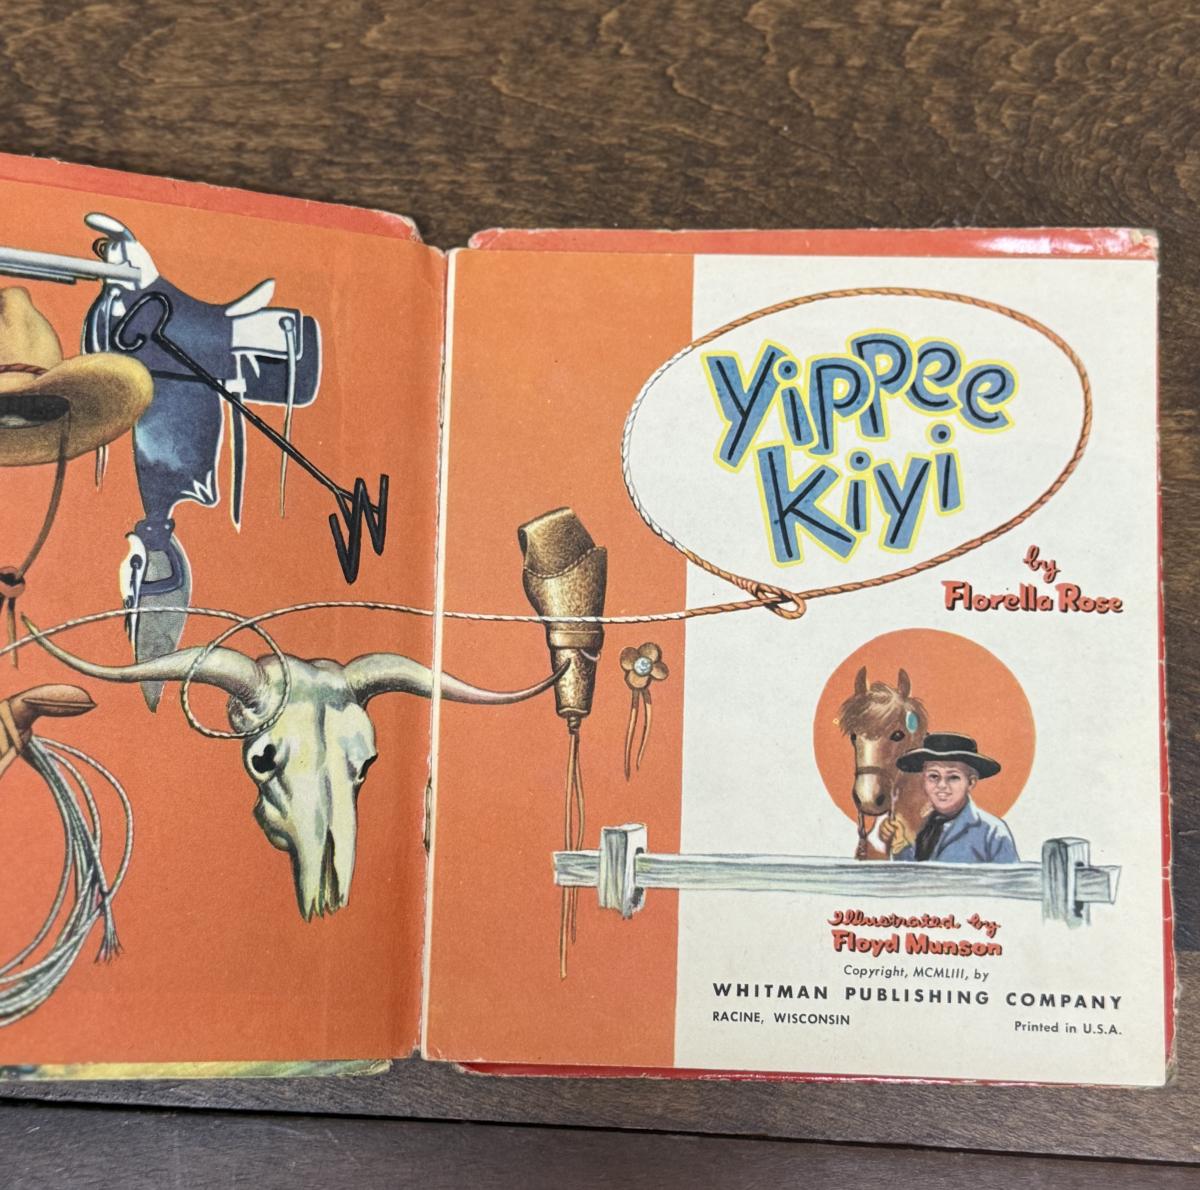 W
Yippee
Kiyi
by
Florella Rose
Illustrated by
Floyd Munson
Copyright, MCMLIII, by
WHITMAN PUBLISHING COMPANY
RACINE, WISCONSIN
Printed in U.S.A.